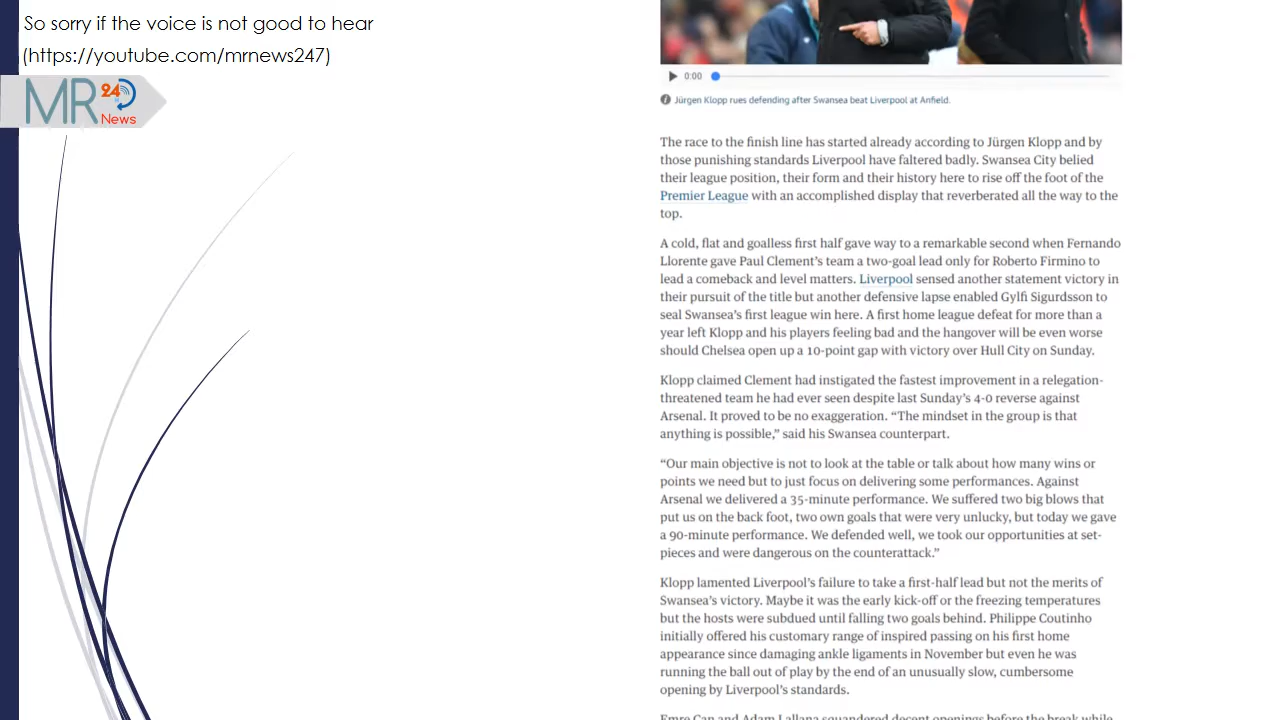 So sorry if the voice is not good to hear
(https://youtube.com/mrnews247)
MR 24
News
0:00
Jürgen Klopp rues defending after Swansea beat Liverpool at Anfield.
The race to the finish line has started already according to Jürgen Klopp and by
those punishing standards Liverpool have faltered badly. Swansea City belied
their league position, their form and their history here to rise off the foot of the
Premier League with an accomplished display that reverberated all the way to the
top.
A cold, flat and goalless first half gave way to a remarkable second when Fernando
Llorente gave Paul Clement’s team a two-goal lead only for Roberto Firmino to
lead a comeback and level matters. Liverpool sensed another statement victory in
their pursuit of the title but another defensive lapse enabled Gylfi Sigurdsson to
seal Swansea’s first league win here. A first home league defeat for more than a
year left Klopp and his players feeling bad and the hangover will be even worse
should Chelsea open up a 10-point gap with victory over Hull City on Sunday.
Klopp claimed Clement had instigated the fastest improvement in a relegation-
threatened team he had ever seen despite last Sunday’s 4-0 reverse against
Arsenal. It proved to be no exaggeration. “The mindset in the group is that
anything is possible,” said his Swansea counterpart.
“Our main objective is not to look at the table or talk about how many wins or
points we need but to just focus on delivering some performances. Against
Arsenal we delivered a 35-minute performance. We suffered two big blows that
put us on the back foot, two own goals that were very unlucky, but today we gave
a 90-minute performance. We defended well, we took our opportunities at set-
pieces and were dangerous on the counterattack.”
Klopp lamented Liverpool’s failure to take a first-half lead but not the merits of
Swansea’s victory. Maybe it was the early kick-off or the freezing temperatures
but the hosts were subdued until falling two goals behind. Philippe Coutinho
initially offered his customary range of inspired passing on his first home
appearance since damaging ankle ligaments in November but even he was
running the ball out of play by the end of an unusually slow, cumbersome
opening by Liverpool’s standards.
Emre Can and Adam Lallana squandered decent openings before the break while